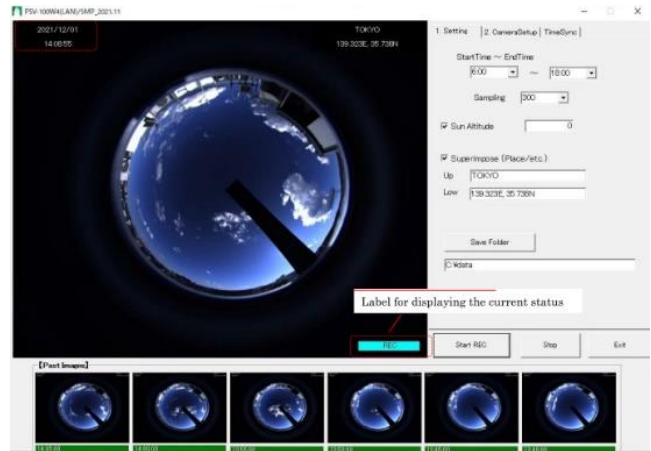 PSV-100W4(LAN)/SMP_2021.11
2021/12/01
14:08:55
TOKYO
139.323E, 35.738N
1. Setting
2. CameraSetup
TimeSync
StartTime ~ EndTime
6:00
~
18:00
Sampling
300
Sun Altitude
0
Superimpose (Place/etc.)
Up
TOKYO
Low
139.323E, 35.738N
Save Folder
C:¥data
Label for displaying the current status
REC
Start REC
Stop
Exit
【Past Images】